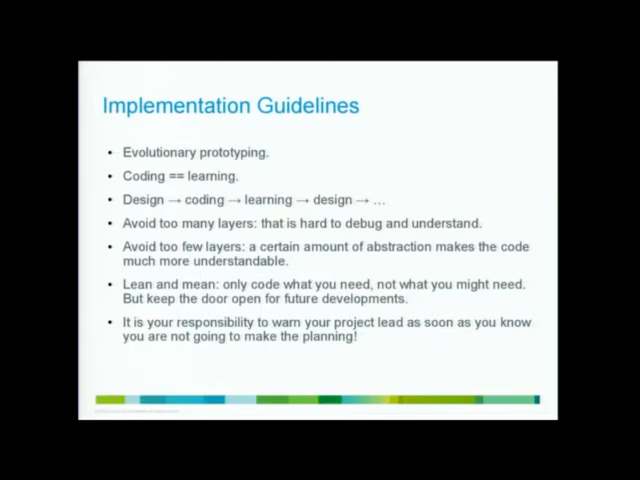 Implementation Guidelines
• Evolutionary prototyping.
• Coding == learning.
• Design → coding → learning → design → ...
• Avoid too many layers: that is hard to debug and understand.
• Avoid too few layers: a certain amount of abstraction makes the code
much more understandable.
• Lean and mean: only code what you need, not what you might need.
But keep the door open for future developments.
• It is your responsibility to warn your project lead as soon as you know
you are not going to make the planning!